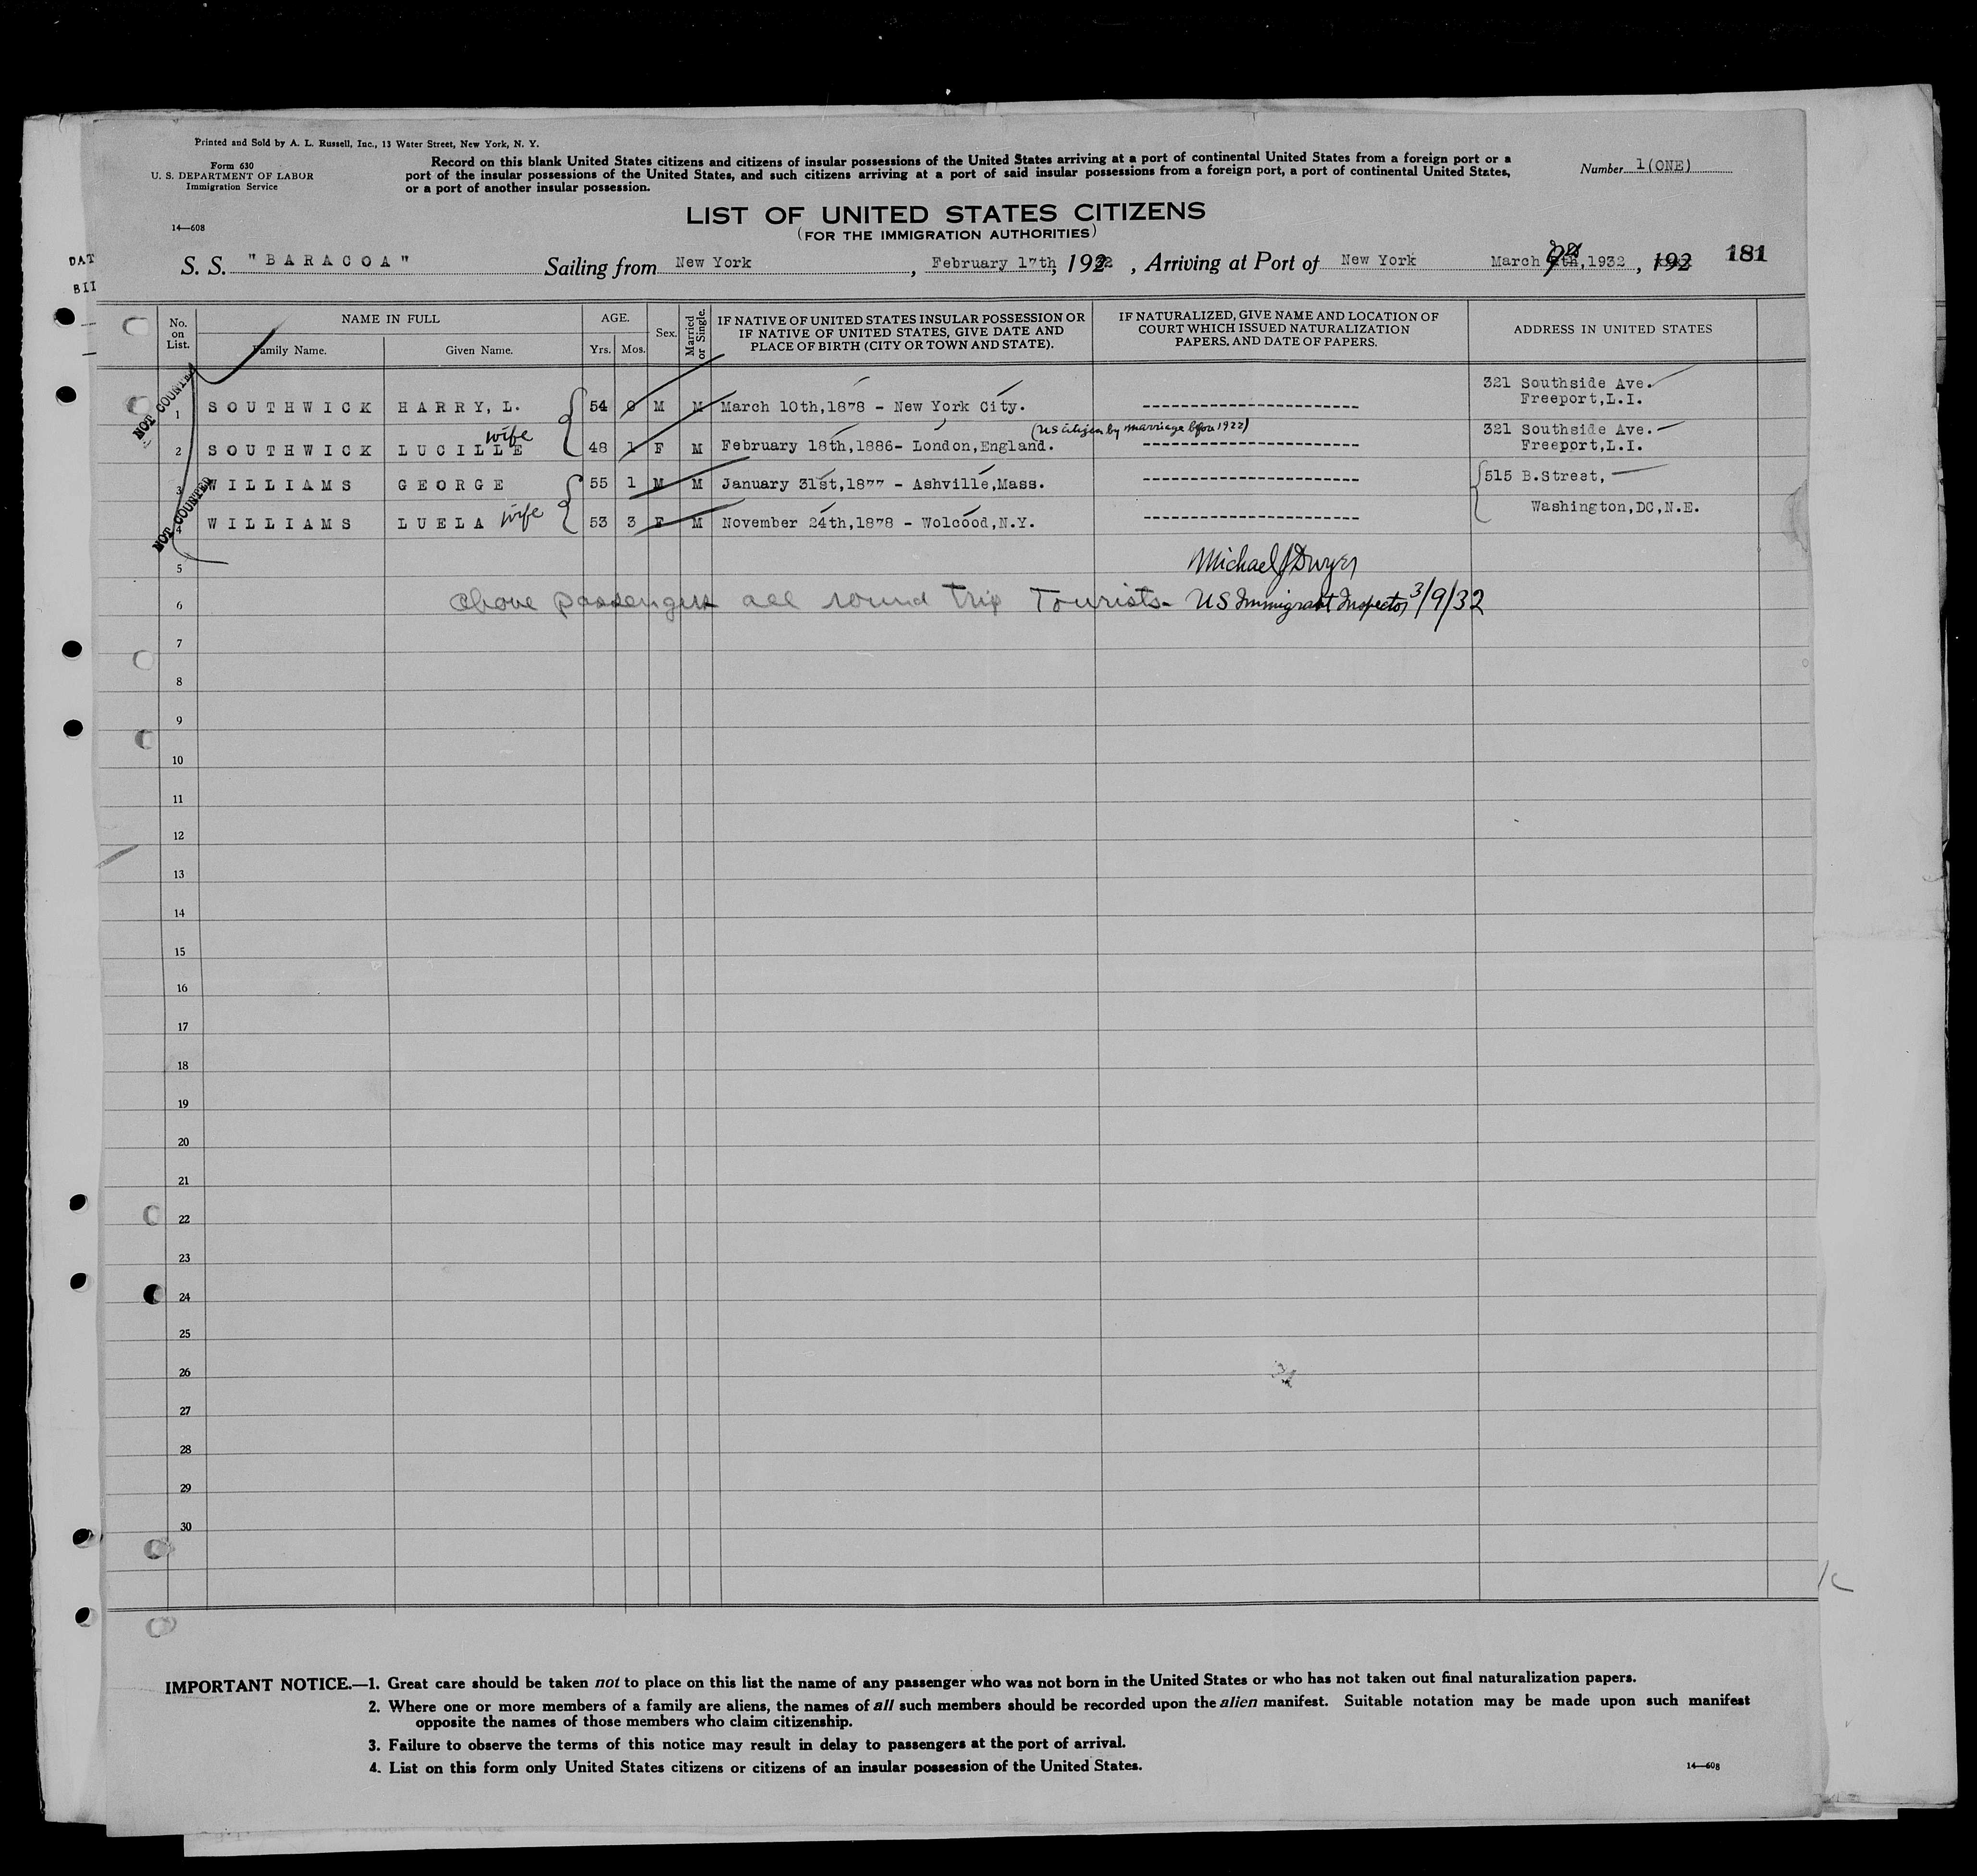 Printed and Sold by A. L. Russell, Inc., 13 Water Street, New York, N. Y.
Form 630
U. S. DEPARTMENT OF LABOR
Immigration Service
14—608
Record on this blank United States citizens and citizens of insular possessions of the United States arriving at a port of continental United States from a foreign port or a
port of the insular possessions of the United States, and such citizens arriving at a port of said insular possessions from a foreign port, a port of continental United States,
or a port of another insular possession.
Number 1(ONE)
LIST OF UNITED STATES CITIZENS
(FOR THE IMMIGRATION AUTHORITIES)
DAT
BII
S. S. "BARACOA" Sailing from New York, February 17th, 1932, Arriving at Port of New York March 1932, 192 181
No. on List. NAME IN FULL AGE. Sex. Married or Single. IF NATIVE OF UNITED STATES INSULAR POSSESSION OR IF NATIVE OF UNITED STATES, GIVE DATE AND PLACE OF BIRTH (CITY OR TOWN AND STATE). IF NATURALIZED, GIVE NAME AND LOCATION OF COURT WHICH ISSUED NATURALIZATION PAPERS, AND DATE OF PAPERS. ADDRESS IN UNITED STATES
Family Name. Given Name. Yrs. Mos.
NOT COUNTED
1 SOUTHWICK HARRY, L. 54 0 M M March 10th,1878 - New York City. ----------------------- 321 Southside Ave. Freeport,L.I.
(US citizen by marriage before 1922)
2 SOUTHWICK LUCILLE wife 48 1 F M February 18th,1886- London,England. ----------------------- 321 Southside Ave. Freeport,L.I.
NOT COUNTED
3 WILLIAMS GEORGE 55 1 M M January 31st,1877 - Ashville,Mass. ----------------------- 515 B.Street,
4 WILLIAMS LUELA wife 53 3 F M November 24th,1878 - Wolcood,N.Y. ----------------------- Washington,DC,N.E.
5 Michael J Dwyer
6 above passengers all round trip Tourists- US Immigrant Inspector 3/9/32
7
8
9
10
11
12
13
14
15
16
17
18
19
20
21
22
23
24
25
26
27
28
29
30
IMPORTANT NOTICE.—1. Great care should be taken not to place on this list the name of any passenger who was not born in the United States or who has not taken out final naturalization papers.
2. Where one or more members of a family are aliens, the names of all such members should be recorded upon the alien manifest. Suitable notation may be made upon such manifest
opposite the names of those members who claim citizenship.
3. Failure to observe the terms of this notice may result in delay to passengers at the port of arrival.
4. List on this form only United States citizens or citizens of an insular possession of the United States.
14—608